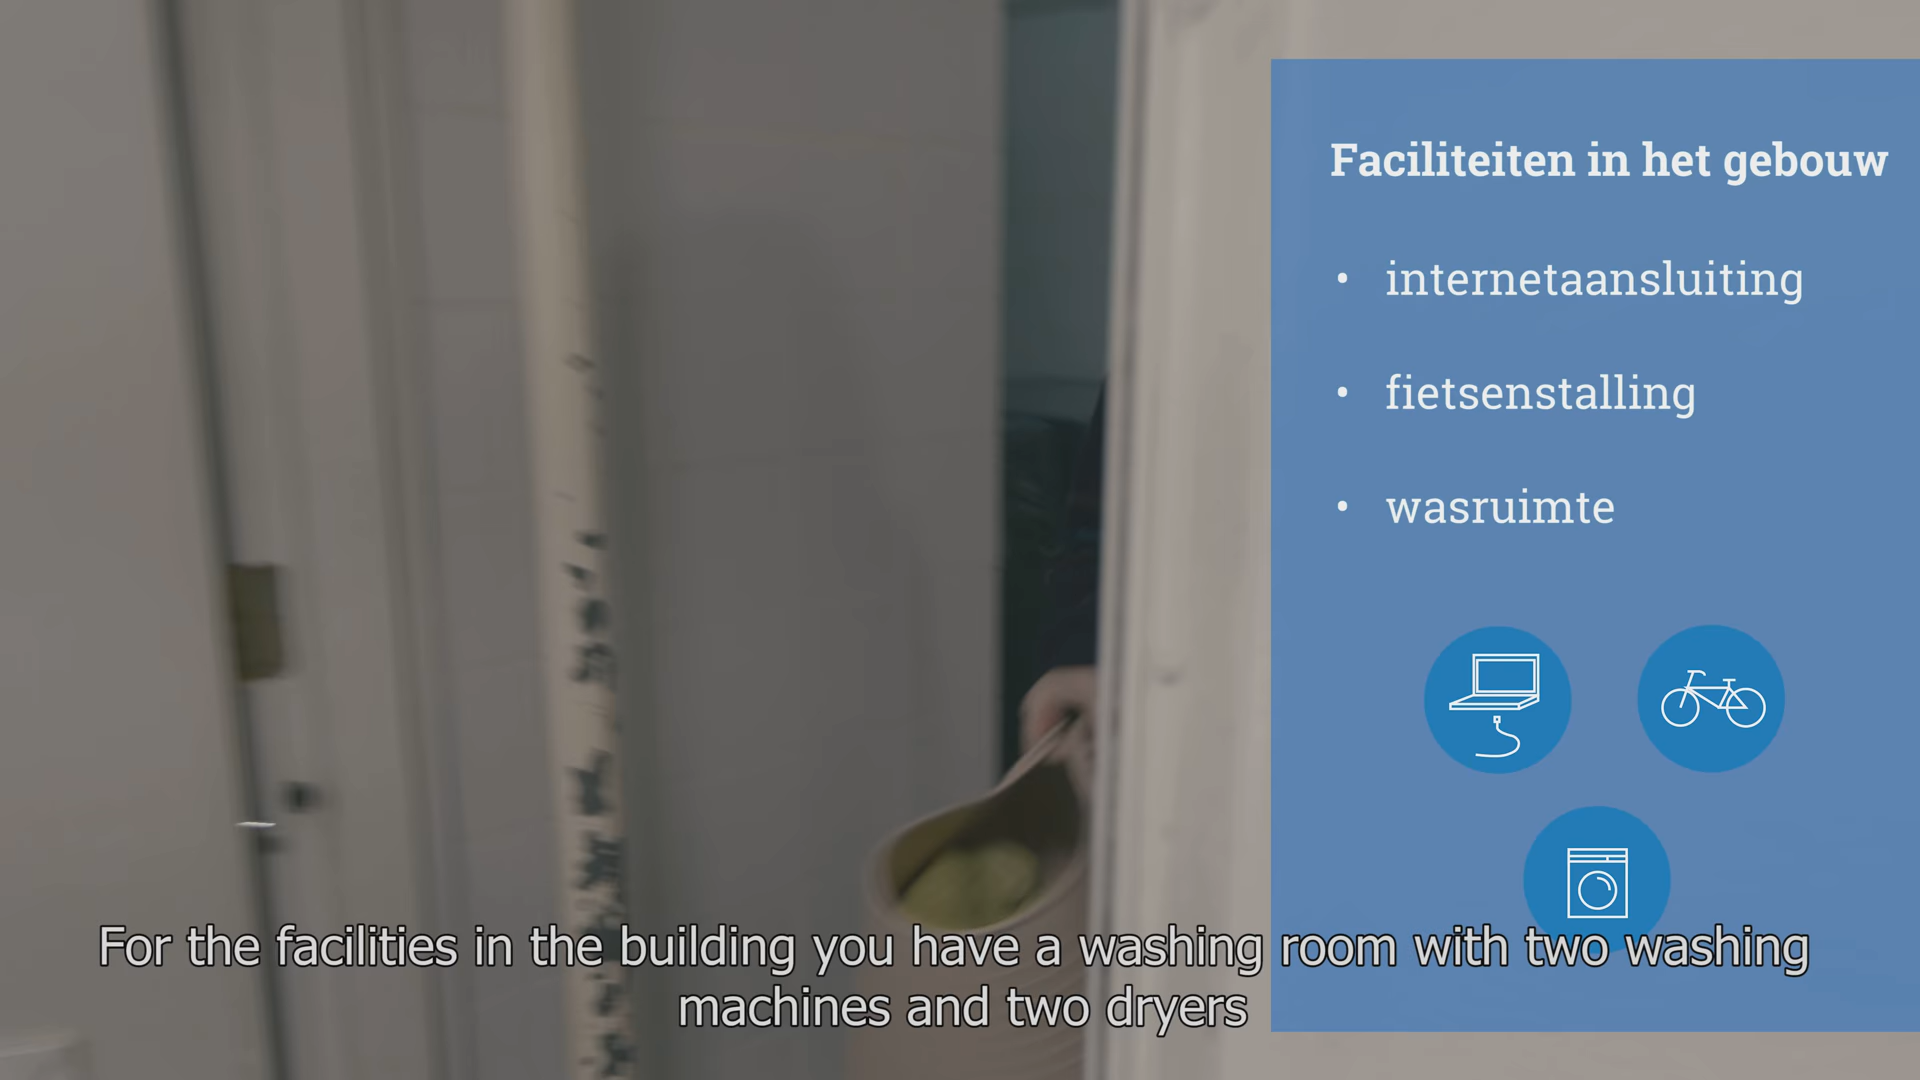 Faciliteiten in het gebouw
• internetaansluiting
• fietsenstalling
• wasruimte
For the facilities in the building you have a washing room with two washing
machines and two dryers